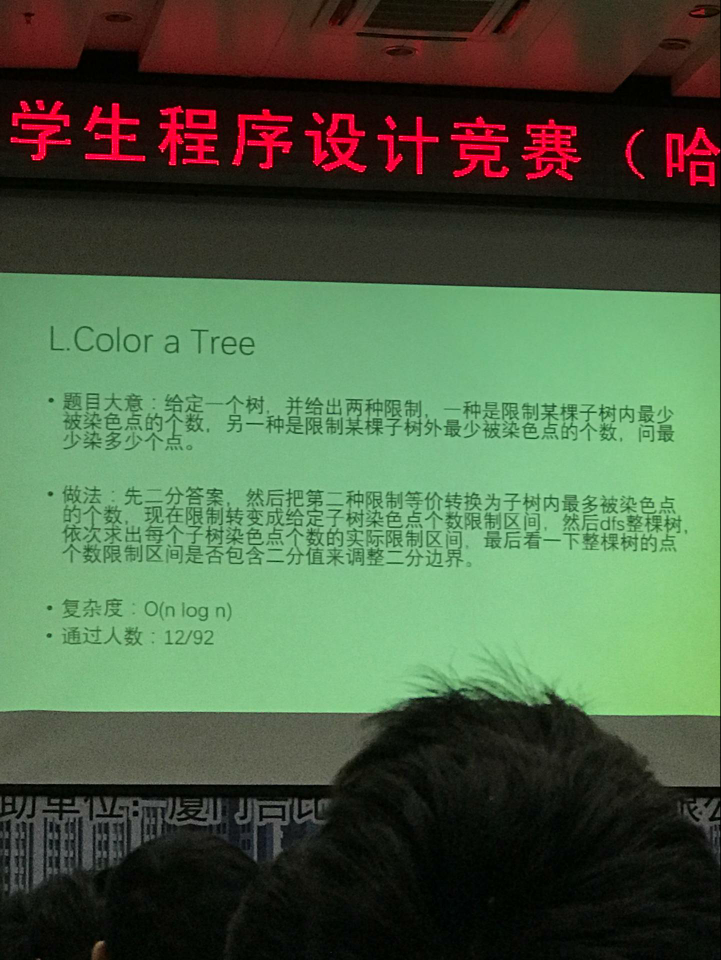 学生程序设计竞赛（哈
L.Color a Tree
• 题目大意：给定一个树，并给出两种限制，一种是限制某棵子树内最少
被染色点的个数，另一种是限制某棵子树外最少被染色点的个数，问最
少染多少个点。
• 做法：先二分答案，然后把第二种限制等价转换为子树内最多被染色点
的个数，现在限制转变成给定子树染色点个数限制区间，然后dfs整棵树，
依次求出每个子树染色点个数的实际限制区间，最后看一下整棵树的点
个数限制区间是否包含二分值来调整二分边界。
• 复杂度：O(n log n)
• 通过人数：12/92
助单位：厦门吉比
限公